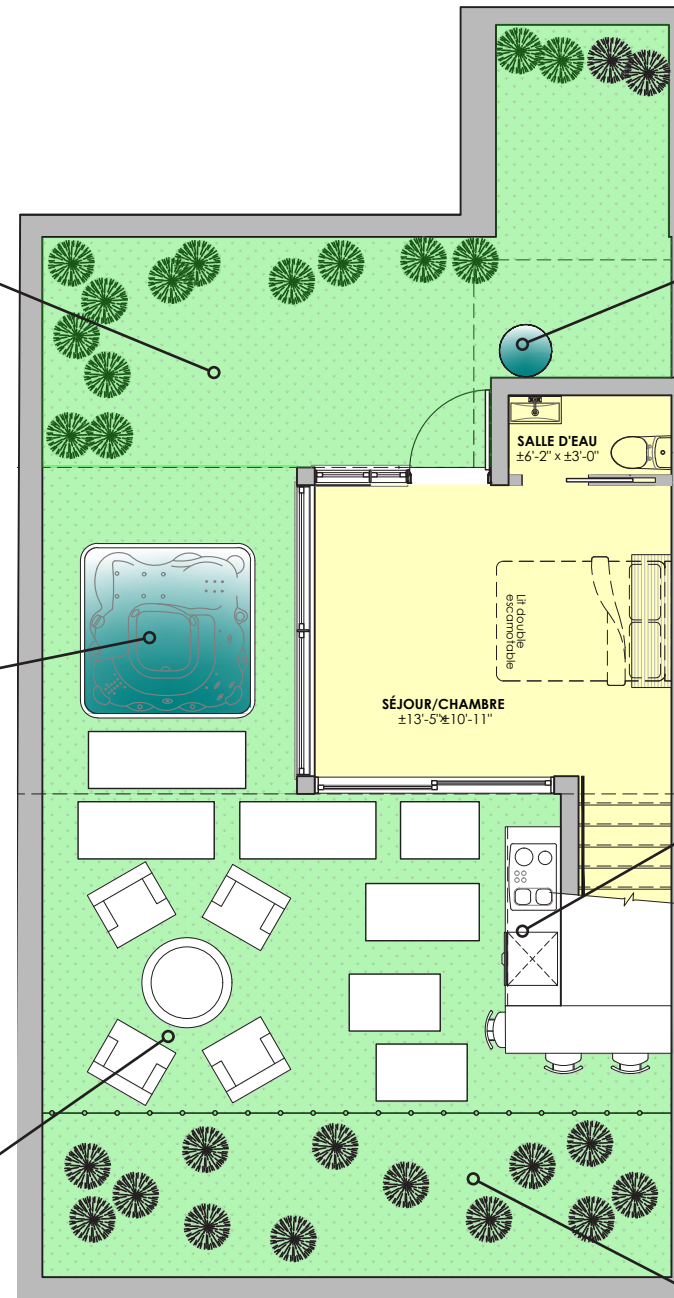 SALLE D'EAU
±6'-2" x ±3'-0"
Lit double
escamotable
SÉJOUR/CHAMBRE
±13'-5"x±10'-11"